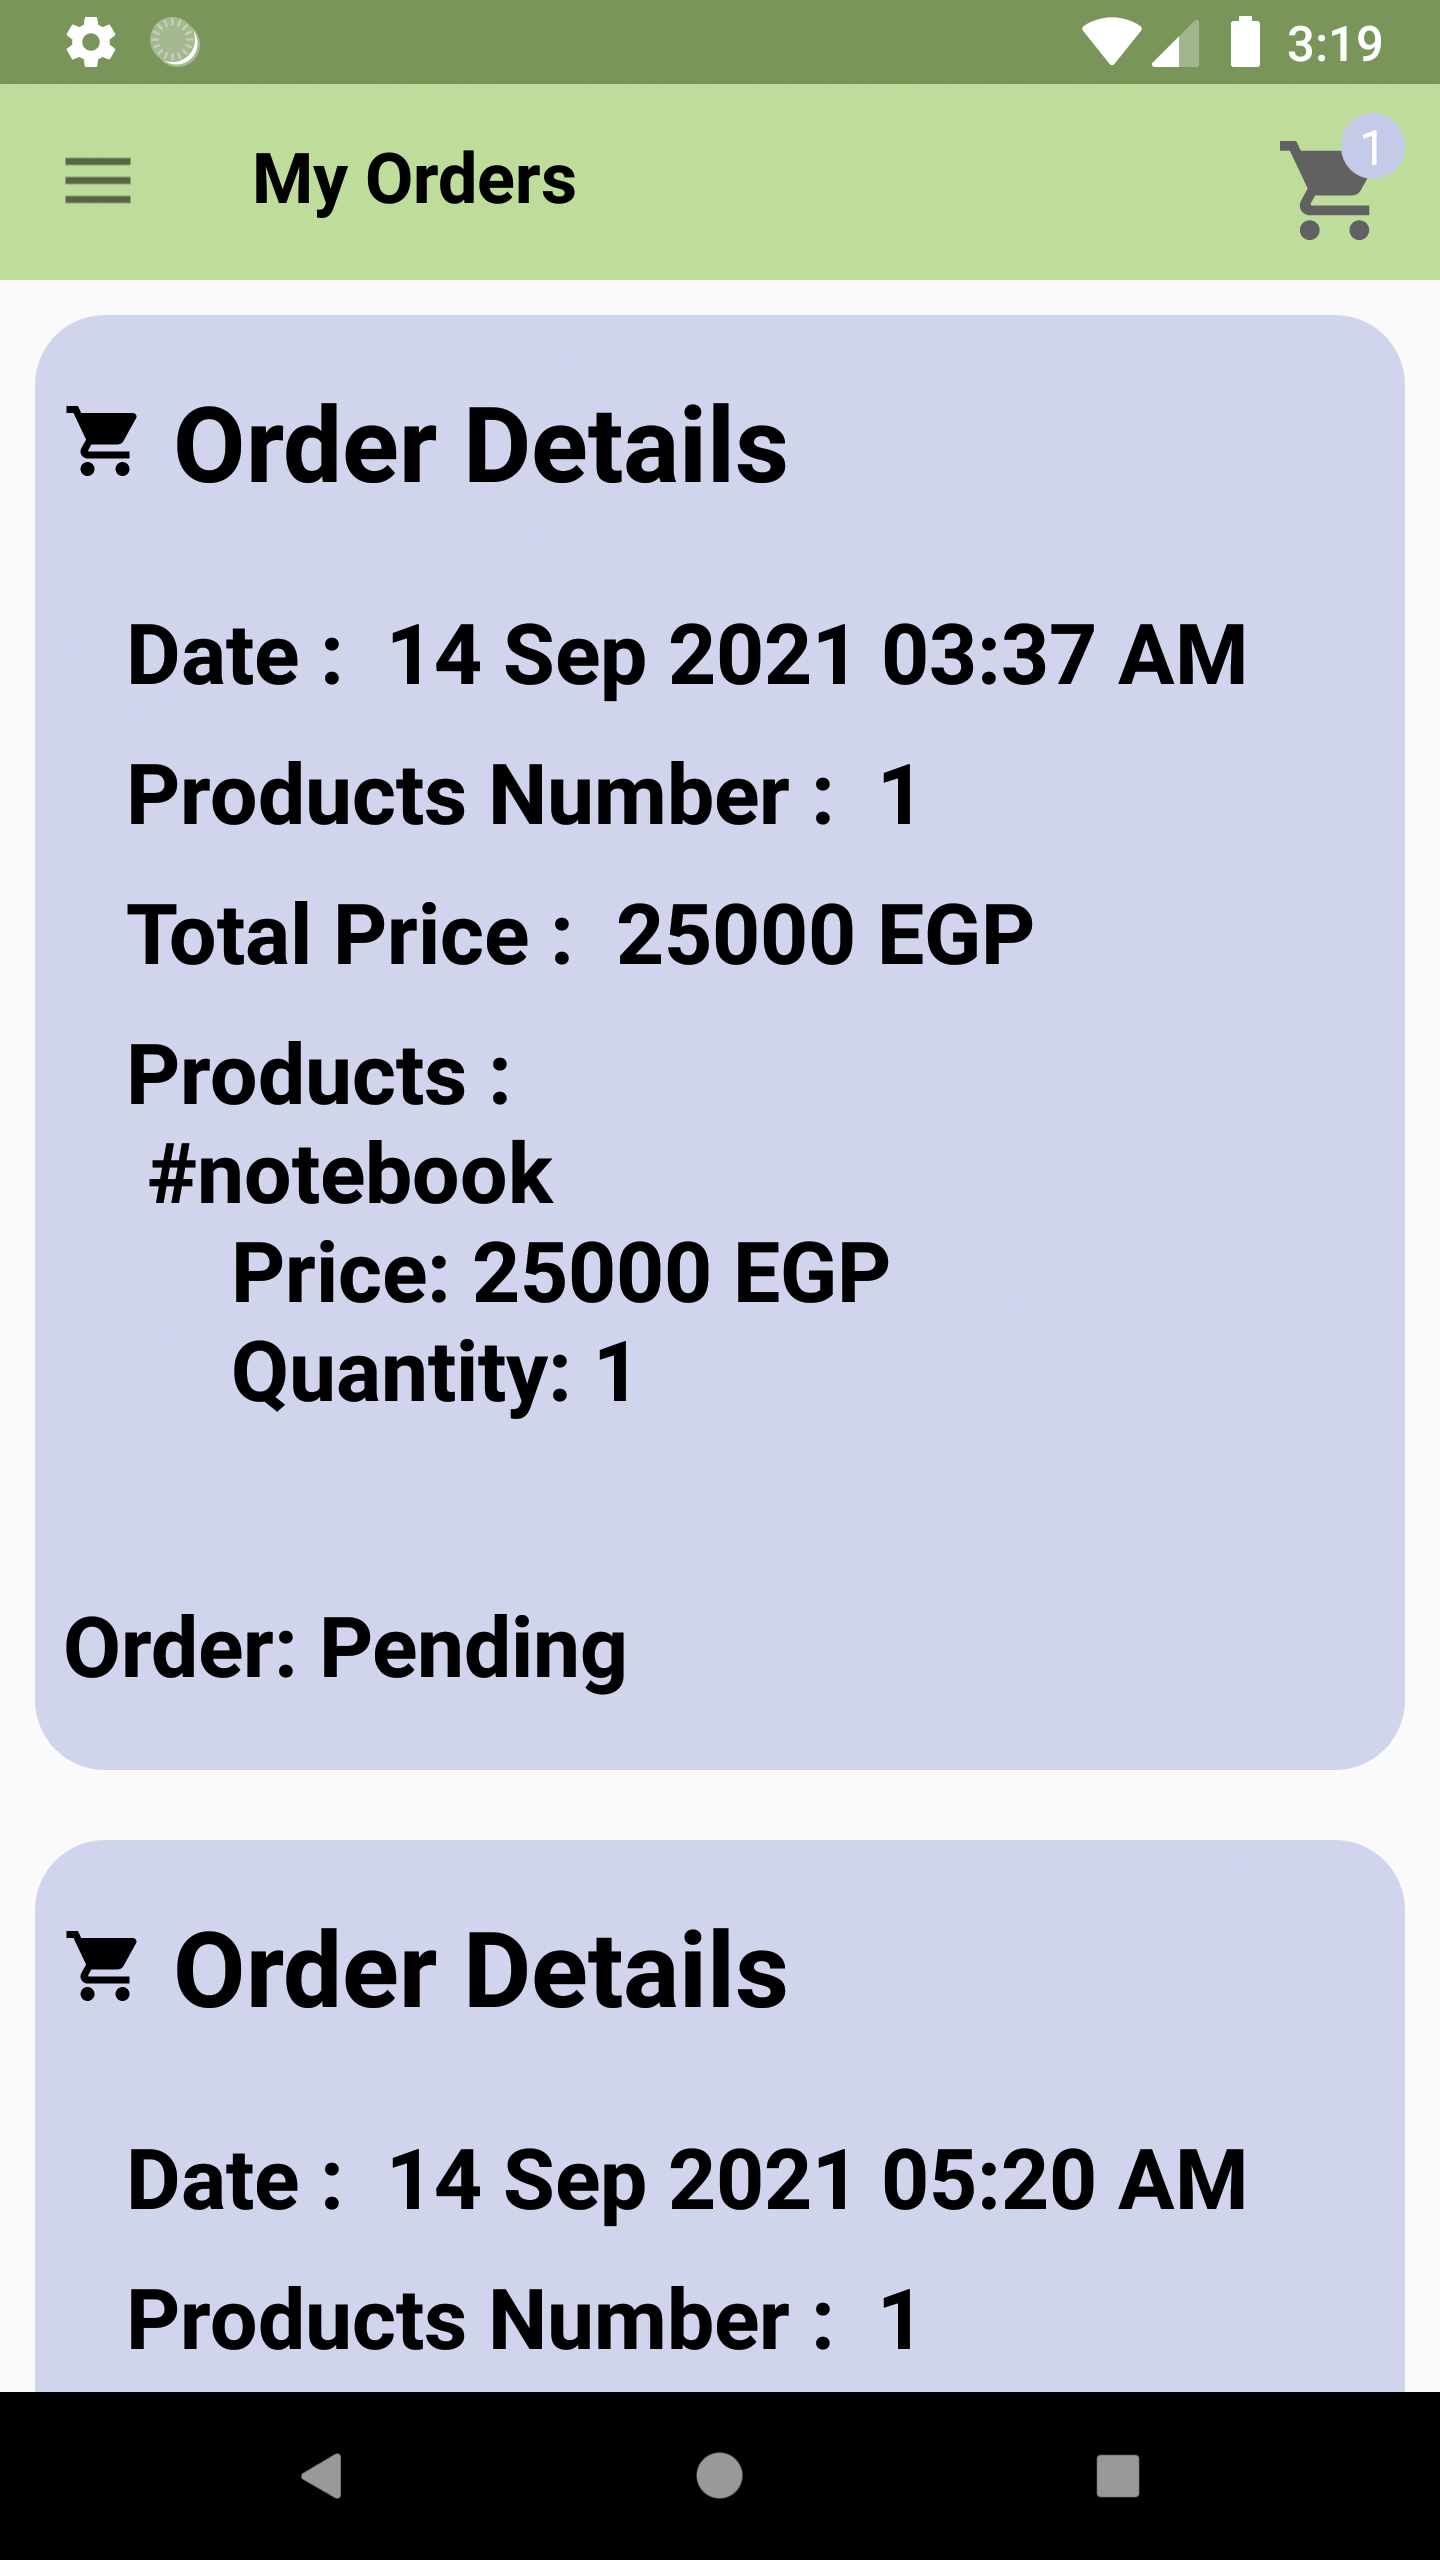 3:19
My Orders
1
Order Details
Date :  14 Sep 2021 03:37 AM
Products Number :  1
Total Price :  25000 EGP
Products :
#notebook
Price: 25000 EGP
Quantity: 1
Order: Pending
Order Details
Date :  14 Sep 2021 05:20 AM
Products Number :  1